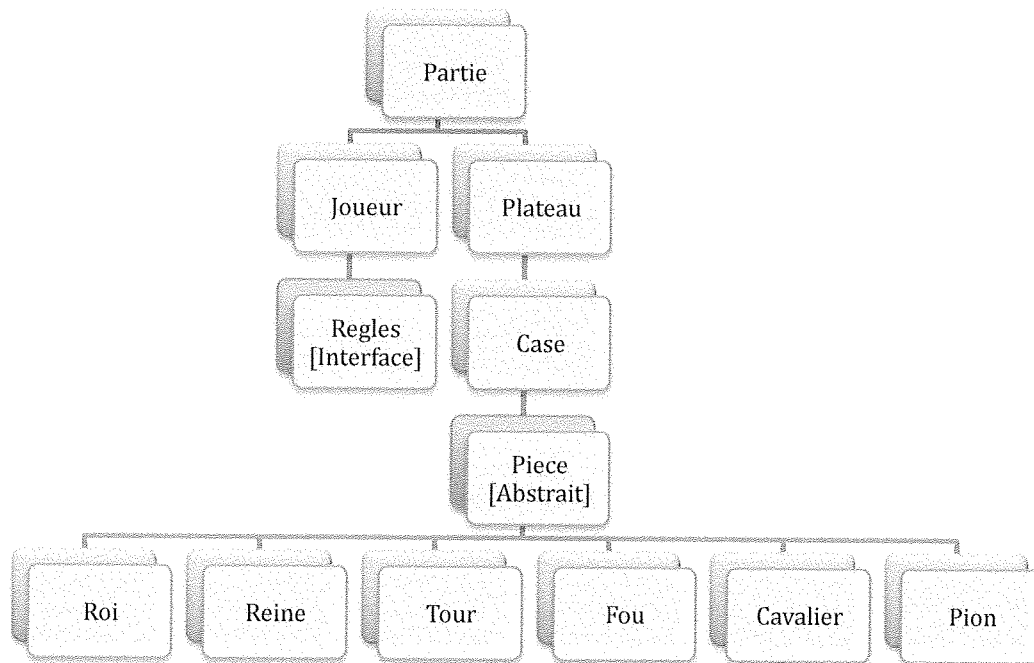 Partie
Joueur
Plateau
Regles
[Interface]
Case
Piece
[Abstrait]
Roi
Reine
Tour
Fou
Cavalier
Pion